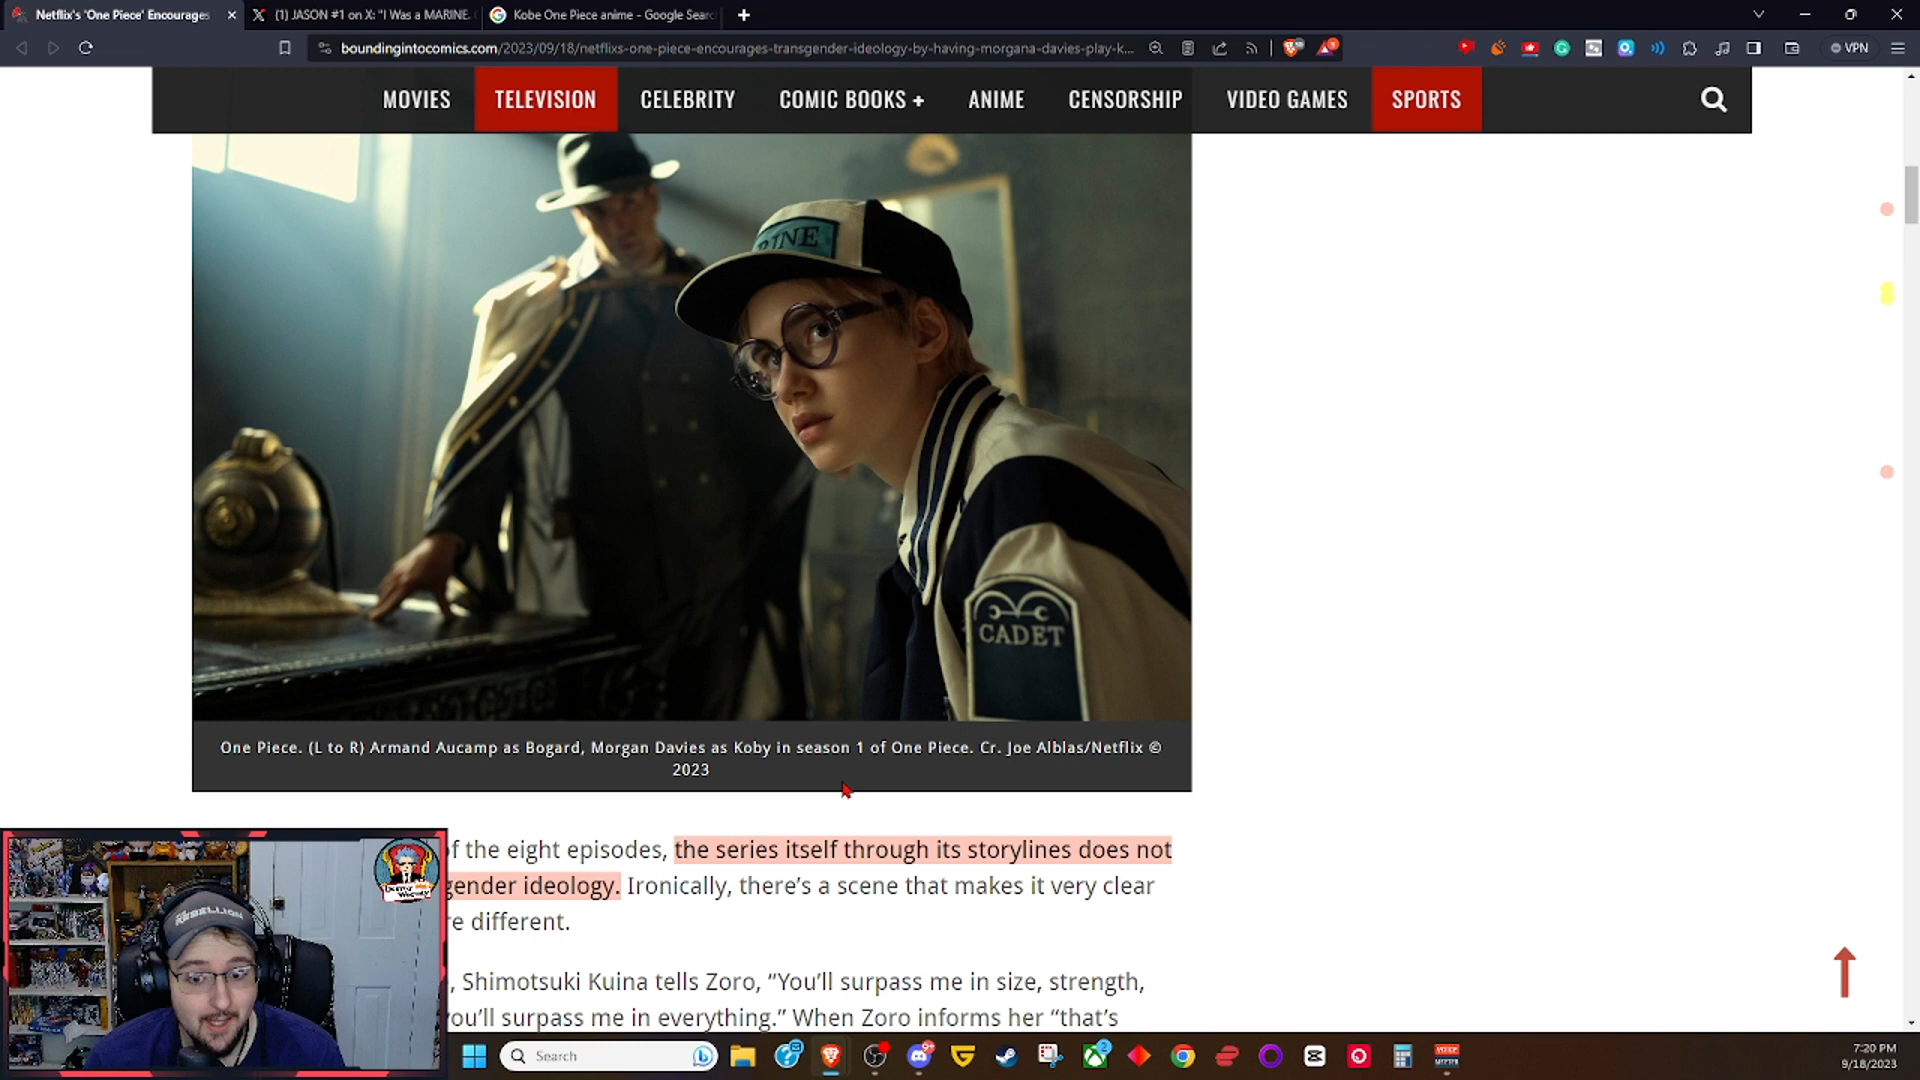 Netflix's 'One Piece' Encourages
(1) JASON #1 on X: "I Was a MARINE.
Kobe One Piece anime - Google Searc
boundingintocomics.com/2023/09/18/netflixs-one-piece-encourages-transgender-ideology-by-having-morgana-davies-play-k...
VPN
MOVIES TELEVISION CELEBRITY COMIC BOOKS + ANIME CENSORSHIP VIDEO GAMES SPORTS
RINE
CADET
One Piece. (L to R) Armand Aucamp as Bogard, Morgan Davies as Koby in season 1 of One Piece. Cr. Joe Alblas/Netflix ©
2023
of the eight episodes, the series itself through its storylines does not
gender ideology. Ironically, there's a scene that makes it very clear
re different.
, Shimotsuki Kuina tells Zoro, "You'll surpass me in size, strength,
you'll surpass me in everything." When Zoro informs her "that's
REBELLION
Search
7:20 PM
9/18/2023